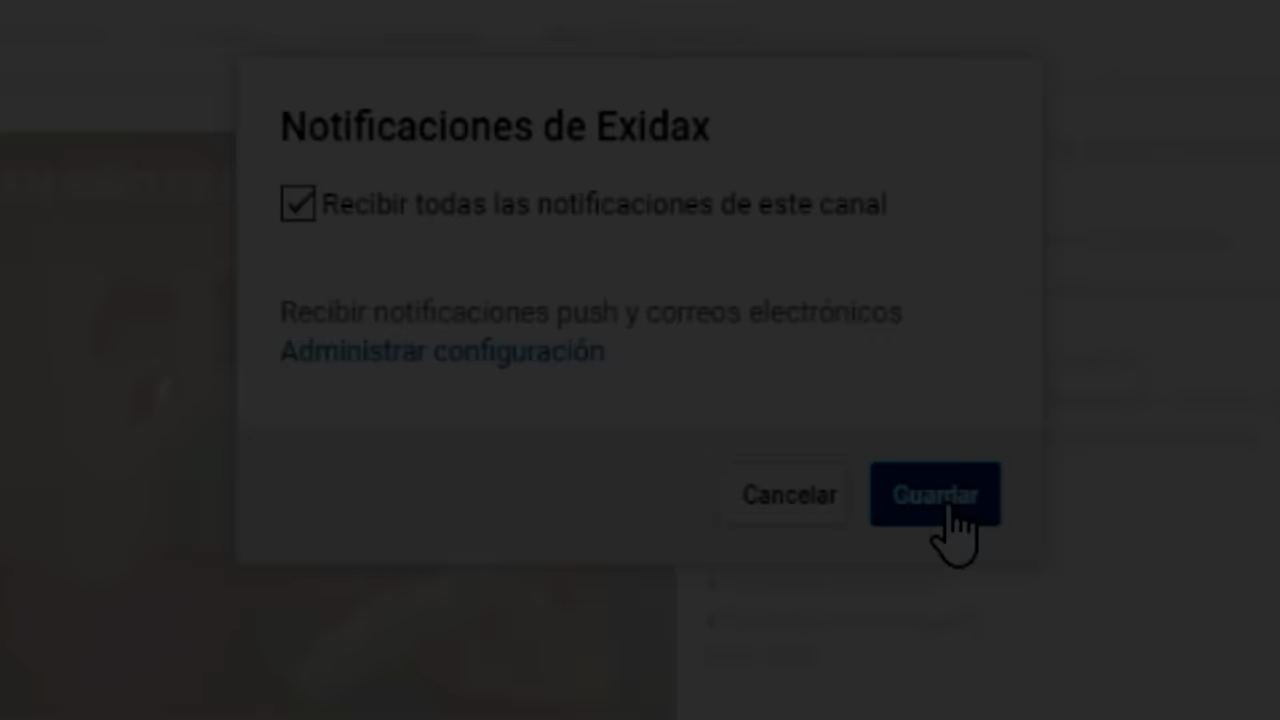 Notificaciones de Exidax
Recibir todas las notificaciones de este canal
Recibir notificaciones push y correos electrónicos
Administrar configuración
Cancelar
Guardar